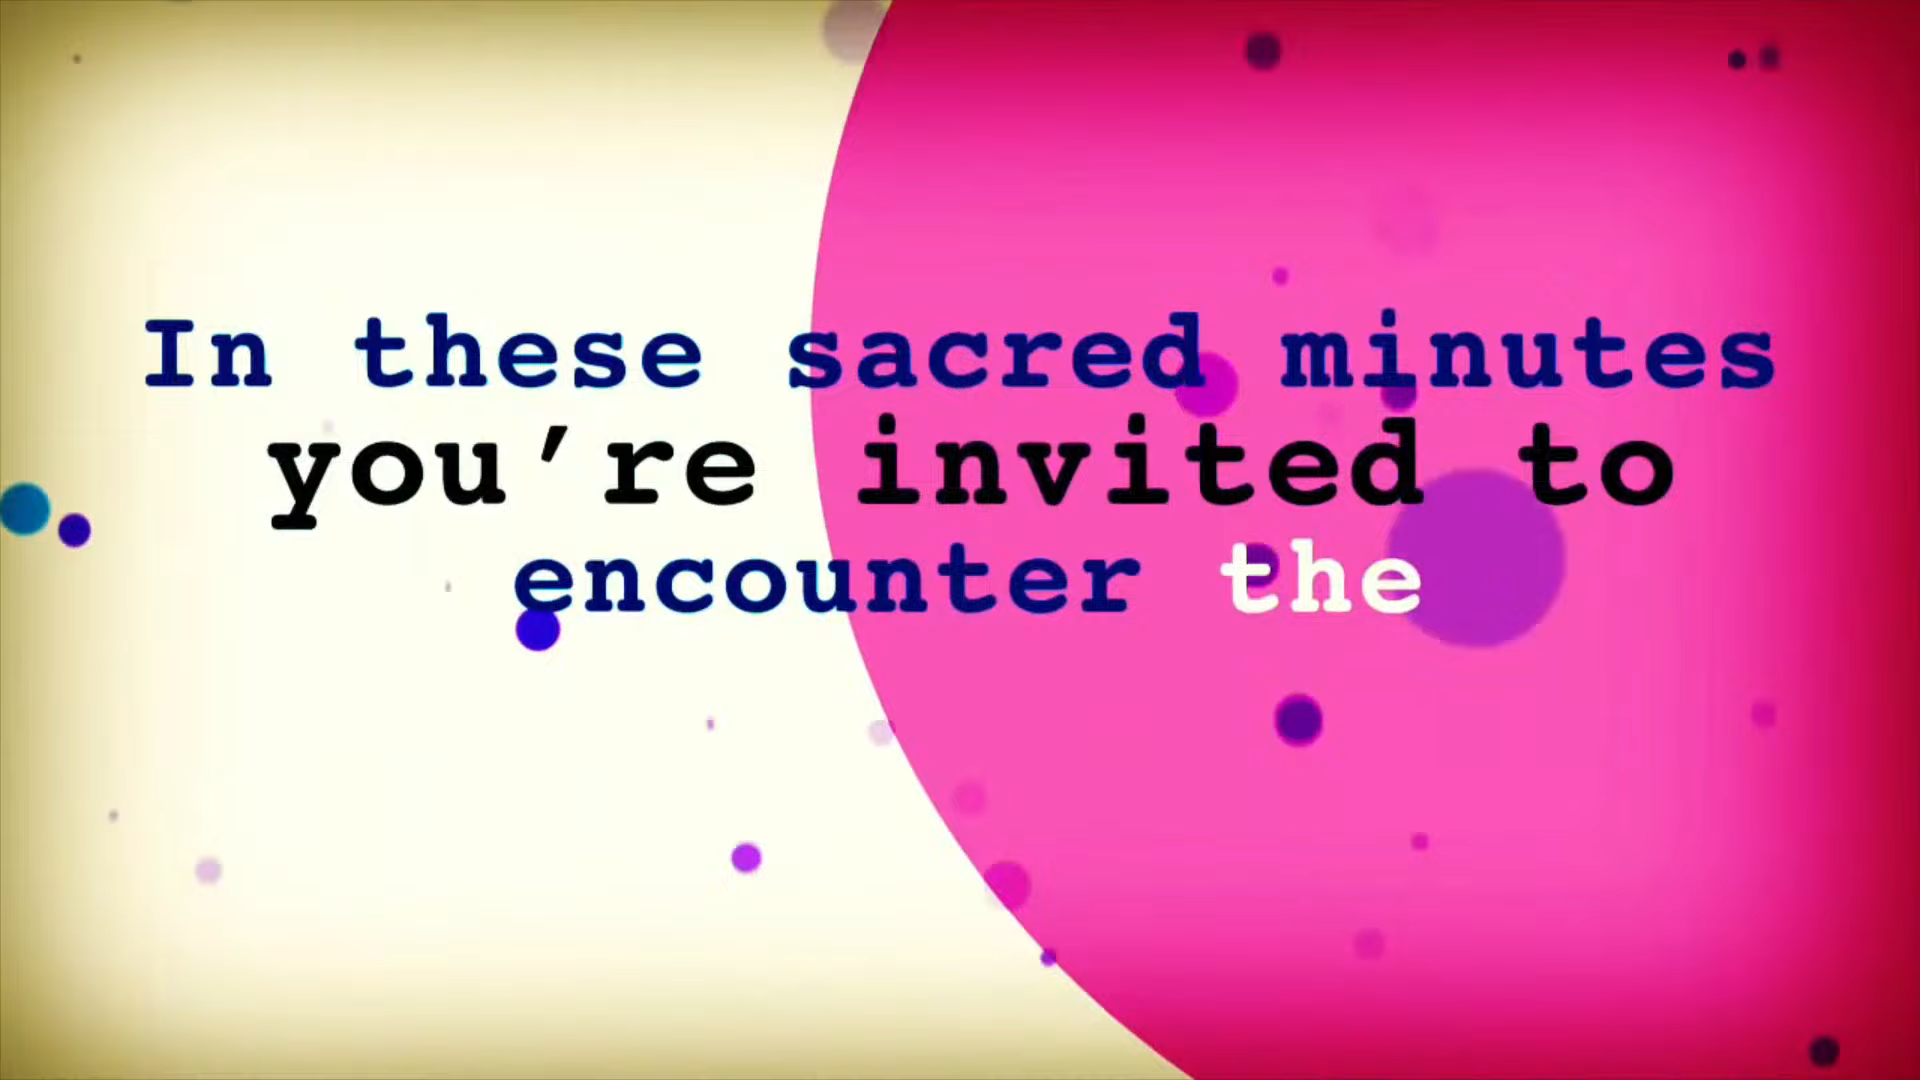 In these sacred minutes
you’re invited to
encounter the